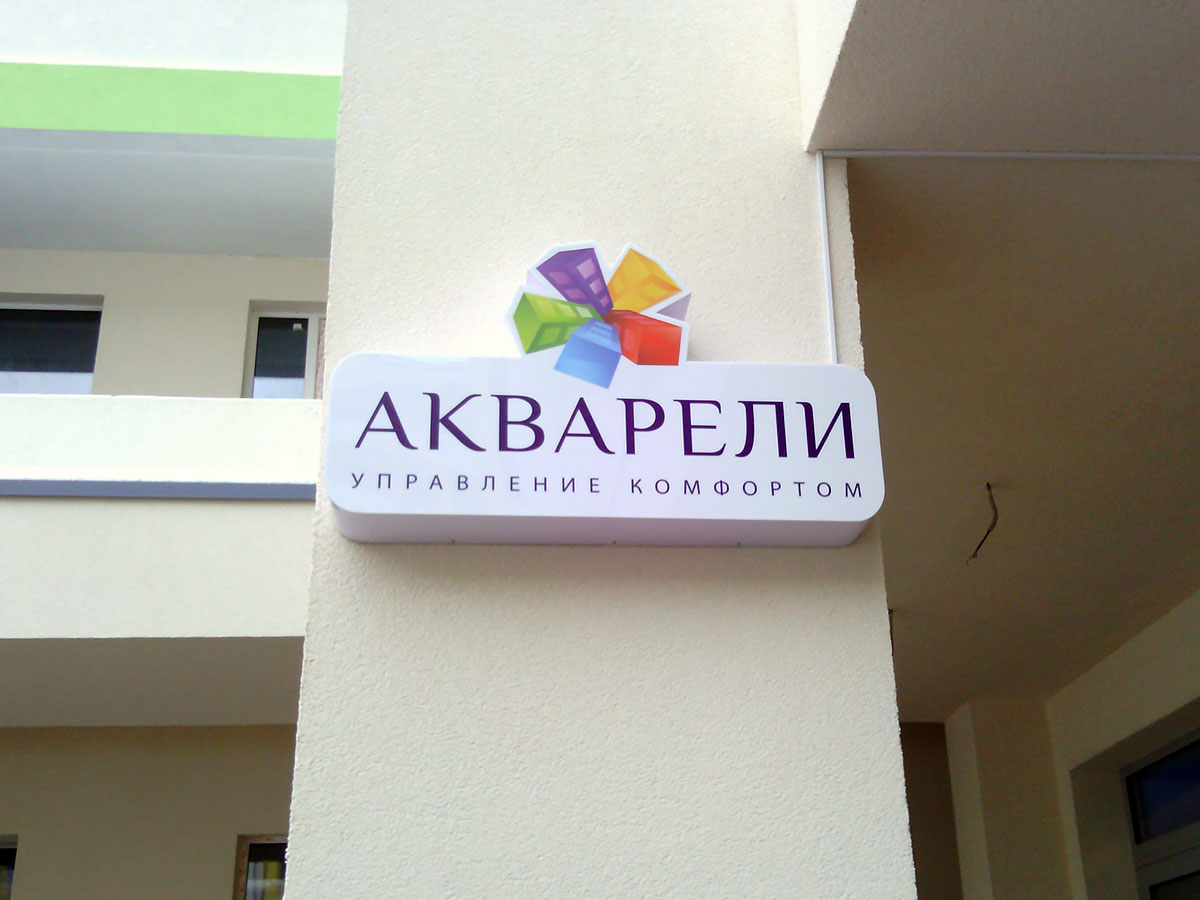 АКВАРЕЛИ
УПРАВЛЕНИЕ КОМФОРТОМ